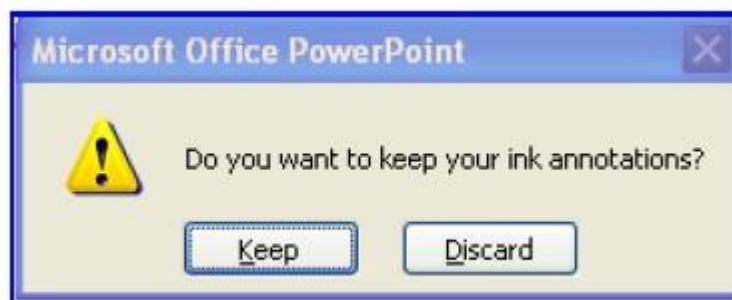 Microsoft Office PowerPoint
Do you want to keep your ink annotations?
Keep Discard